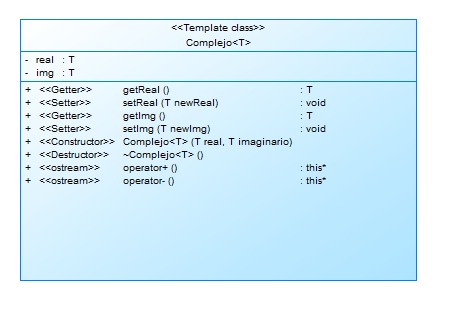 <<Template class>>
Complejo<T>
- real : T
- img : T
+ <<Getter>> getReal () : T
+ <<Setter>> setReal (T newReal) : void
+ <<Getter>> getImg () : T
+ <<Setter>> setImg (T newImg) : void
+ <<Constructor>> Complejo<T> (T real, T imaginario)
+ <<Destructor>> ~Complejo<T> ()
+ <<ostream>> operator+ () : this*
+ <<ostream>> operator- () : this*